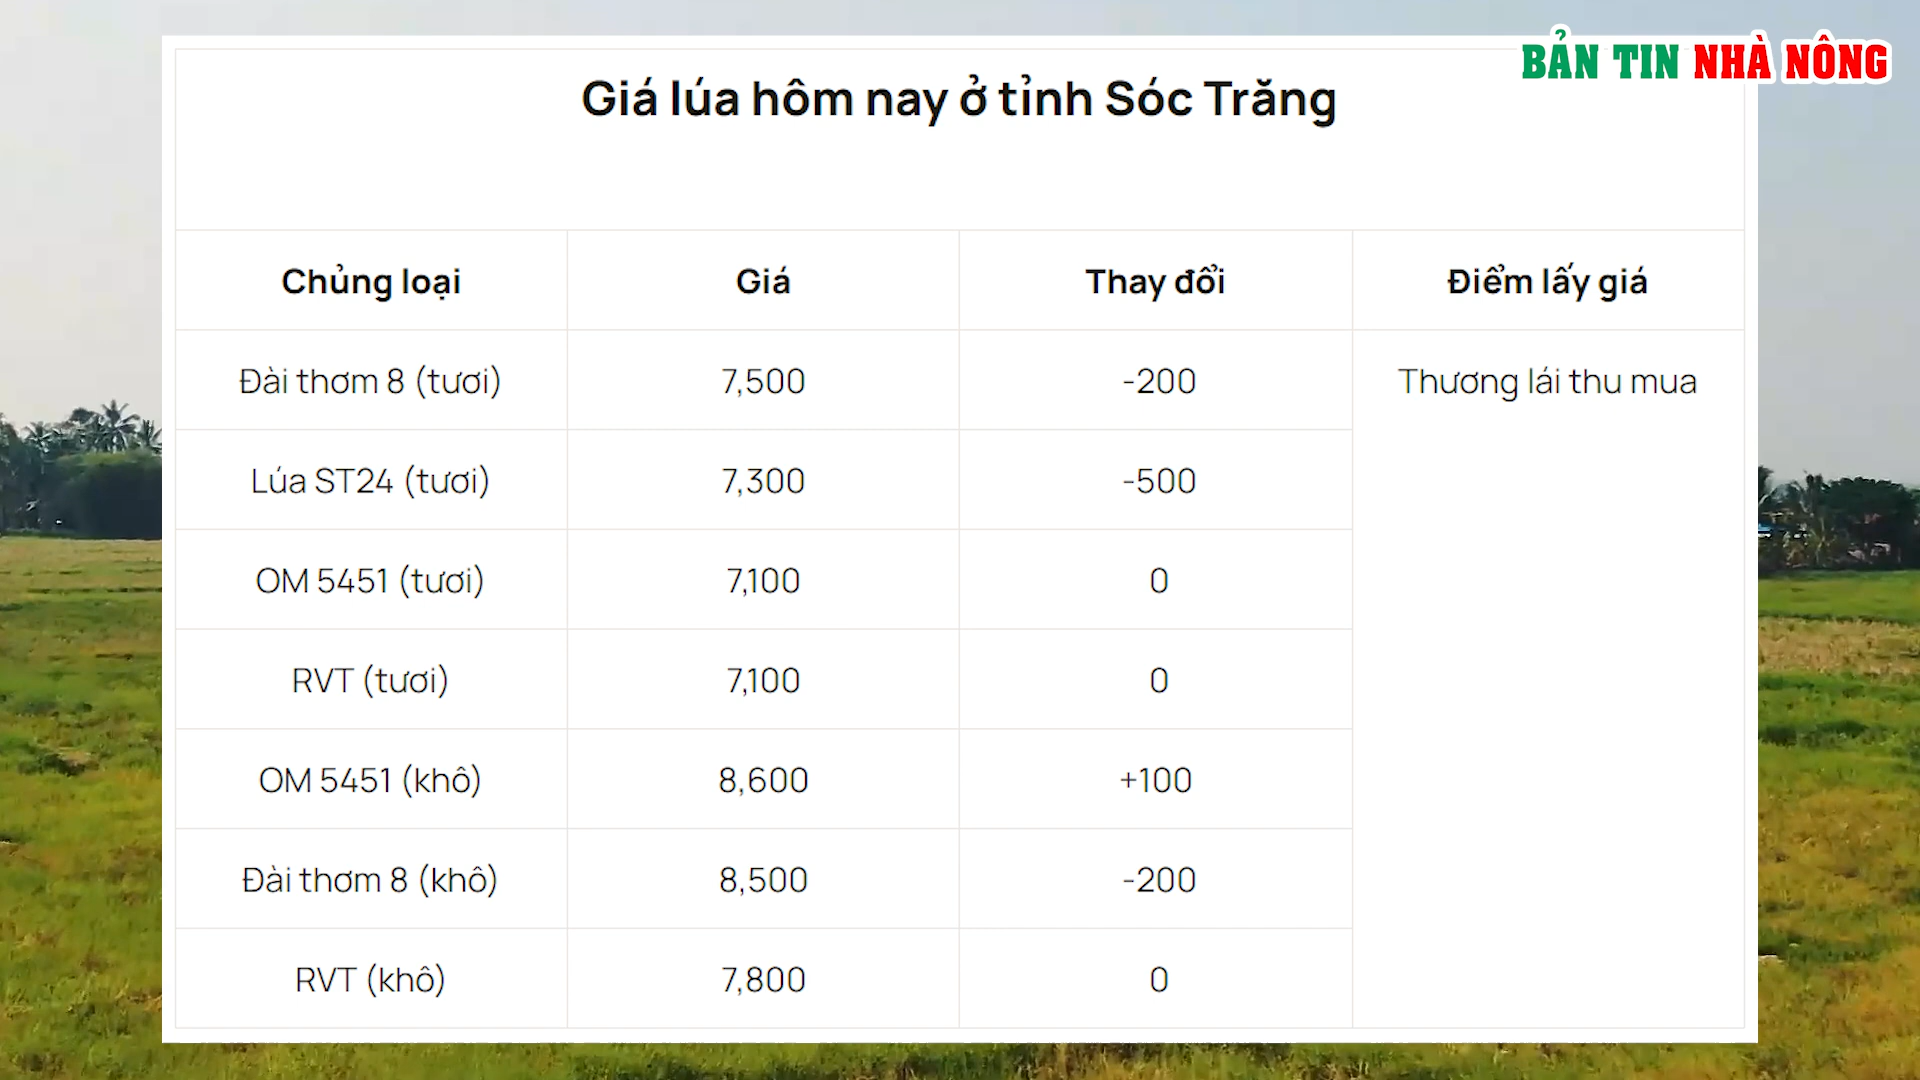 BẢN TIN NHÀ NÔNG
Giá lúa hôm nay ở tỉnh Sóc Trăng
Chủng loại Giá Thay đổi Điểm lấy giá
Đài thơm 8 (tươi) 7,500 -200 Thương lái thu mua
Lúa ST24 (tươi) 7,300 -500
OM 5451 (tươi) 7,100 0
RVT (tươi) 7,100 0
OM 5451 (khô) 8,600 +100
Đài thơm 8 (khô) 8,500 -200
RVT (khô) 7,800 0